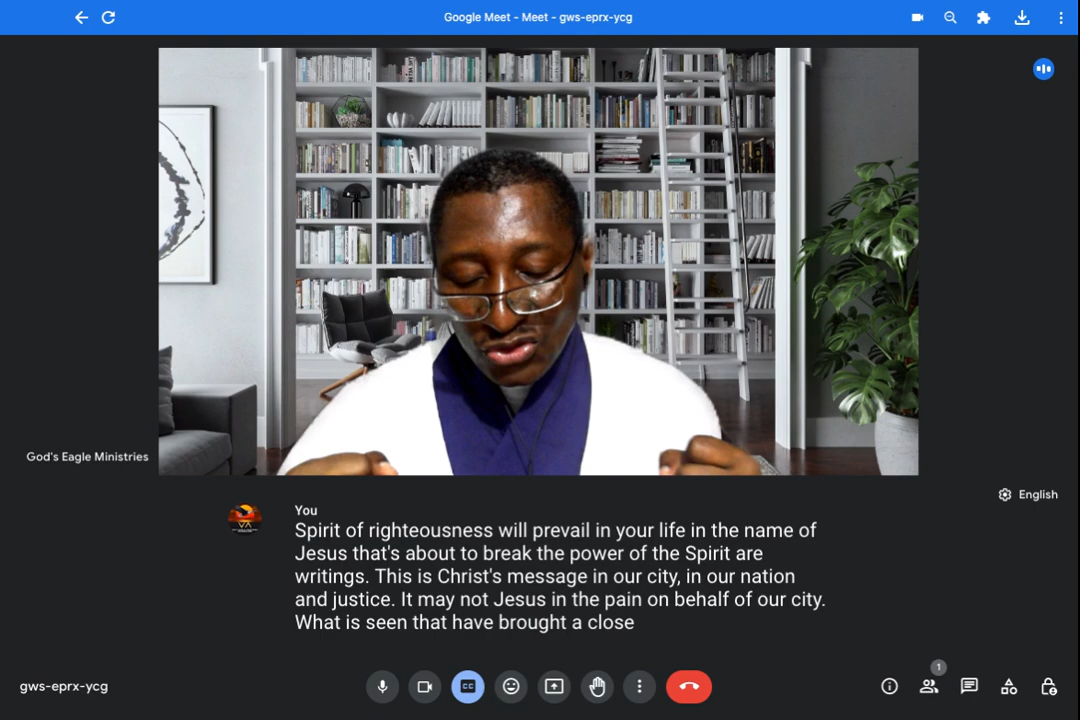 Google Meet - Meet - gws-eprx-ycg
God's Eagle Ministries
English
You
Spirit of righteousness will prevail in your life in the name of
Jesus that's about to break the power of the Spirit are
writings. This is Christ's message in our city, in our nation
and justice. It may not Jesus in the pain on behalf of our city.
What is seen that have brought a close
gws-eprx-ycg
CC
1